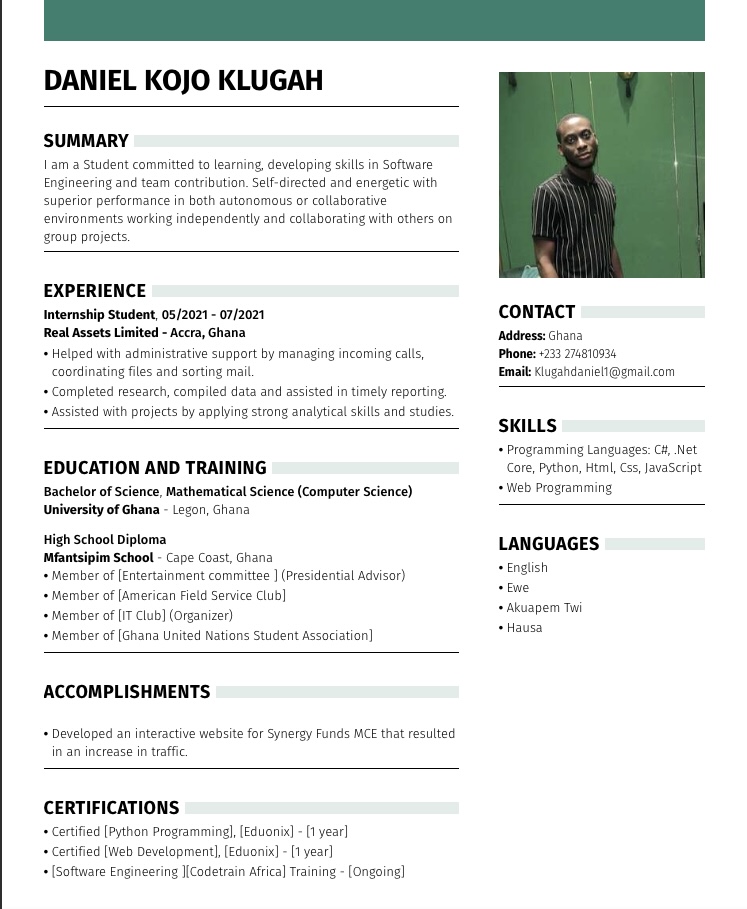 DANIEL KOJO KLUGAH
SUMMARY
I am a Student committed to learning, developing skills in Software
Engineering and team contribution. Self-directed and energetic with
superior performance in both autonomous or collaborative
environments working independently and collaborating with others on
group projects.
EXPERIENCE
Internship Student, 05/2021 - 07/2021
Real Assets Limited - Accra, Ghana
• Helped with administrative support by managing incoming calls,
coordinating files and sorting mail.
• Completed research, compiled data and assisted in timely reporting.
• Assisted with projects by applying strong analytical skills and studies.
EDUCATION AND TRAINING
Bachelor of Science, Mathematical Science (Computer Science)
University of Ghana - Legon, Ghana
High School Diploma
Mfantsipim School - Cape Coast, Ghana
• Member of [Entertainment committee ] (Presidential Advisor)
• Member of [American Field Service Club]
• Member of [IT Club] (Organizer)
• Member of [Ghana United Nations Student Association]
ACCOMPLISHMENTS
• Developed an interactive website for Synergy Funds MCE that resulted
in an increase in traffic.
CERTIFICATIONS
• Certified [Python Programming], [Eduonix] - [1 year]
• Certified [Web Development], [Eduonix] - [1 year]
• [Software Engineering ][Codetrain Africa] Training - [Ongoing]
CONTACT
Address: Ghana
Phone: +233 274810934
Email: Klugahdaniel1@gmail.com
SKILLS
• Programming Languages: C#, .Net
Core, Python, Html, Css, JavaScript
• Web Programming
LANGUAGES
• English
• Ewe
• Akuapem Twi
• Hausa